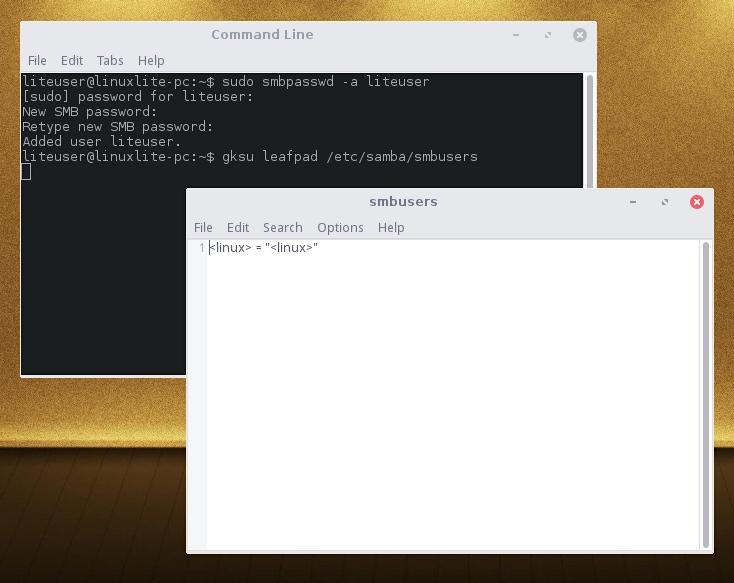 Command Line
File Edit Tabs Help
liteuser@linuxlite-pc:~$ sudo smbpasswd -a liteuser
[sudo] password for liteuser:
New SMB password:
Retype new SMB password:
Added user liteuser.
liteuser@linuxlite-pc:~$ gksu leafpad /etc/samba/smbusers
smbusers
File Edit Search Options Help
1 <linux> = "<linux>"